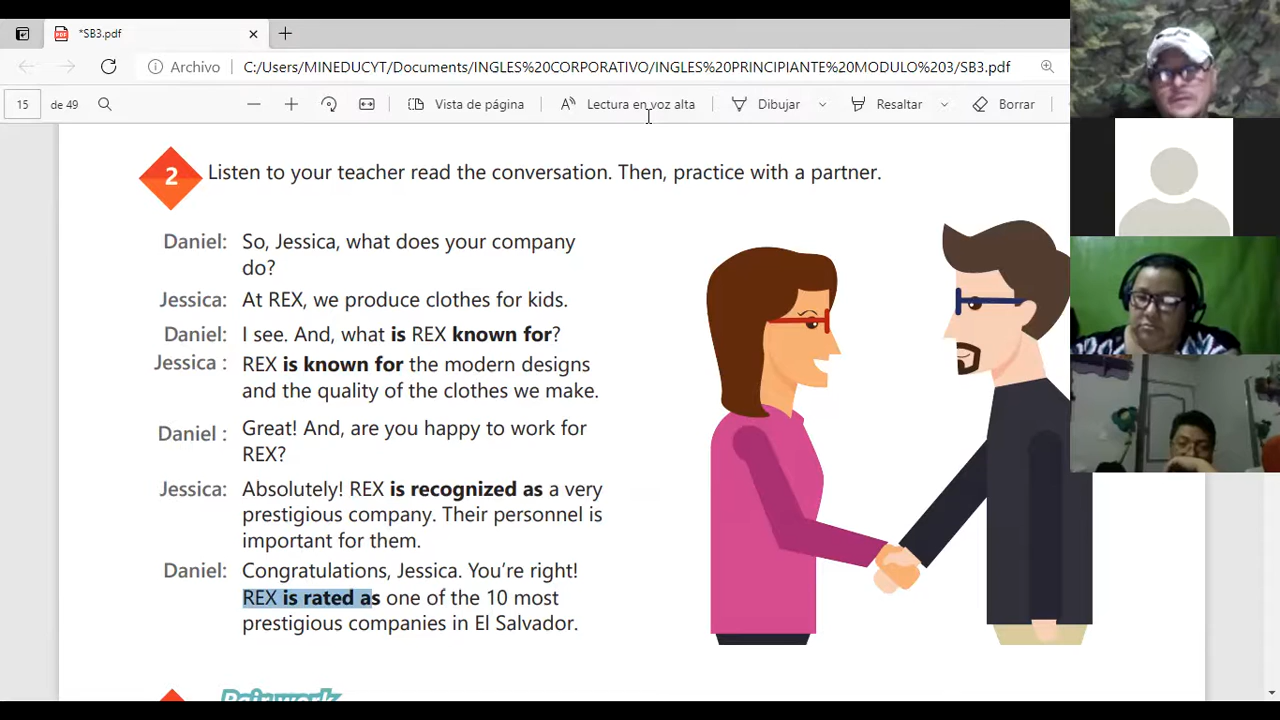 *SB3.pdf
Archivo C:/Users/MINEDUCYT/Documents/INGLES%20CORPORATIVO/INGLES%20PRINCIPIANTE%20MODULO%203/SB3.pdf
15 de 49 Vista de página Lectura en voz alta Dibujar Resaltar Borrar
2 Listen to your teacher read the conversation. Then, practice with a partner.
Daniel: So, Jessica, what does your company
do?
Jessica: At REX, we produce clothes for kids.
Daniel: I see. And, what is REX known for?
Jessica : REX is known for the modern designs
and the quality of the clothes we make.
Daniel : Great! And, are you happy to work for
REX?
Jessica: Absolutely! REX is recognized as a very
prestigious company. Their personnel is
important for them.
Daniel: Congratulations, Jessica. You're right!
REX is rated as one of the 10 most
prestigious companies in El Salvador.
Pair work